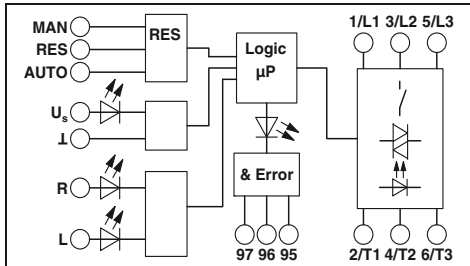 MAN
RES
AUTO
RES
Us
⊥
R
L
Logic
µP
& Error
97 96 95
1/L1 3/L2 5/L3
2/T1 4/T2 6/T3